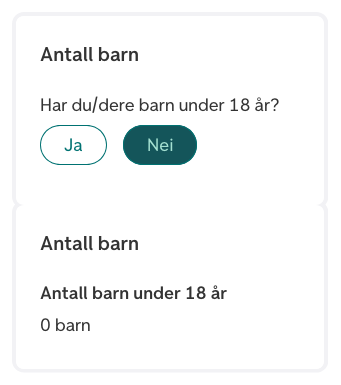 Antall barn
Har du/dere barn under 18 år?
Ja Nei
Antall barn
Antall barn under 18 år
0 barn